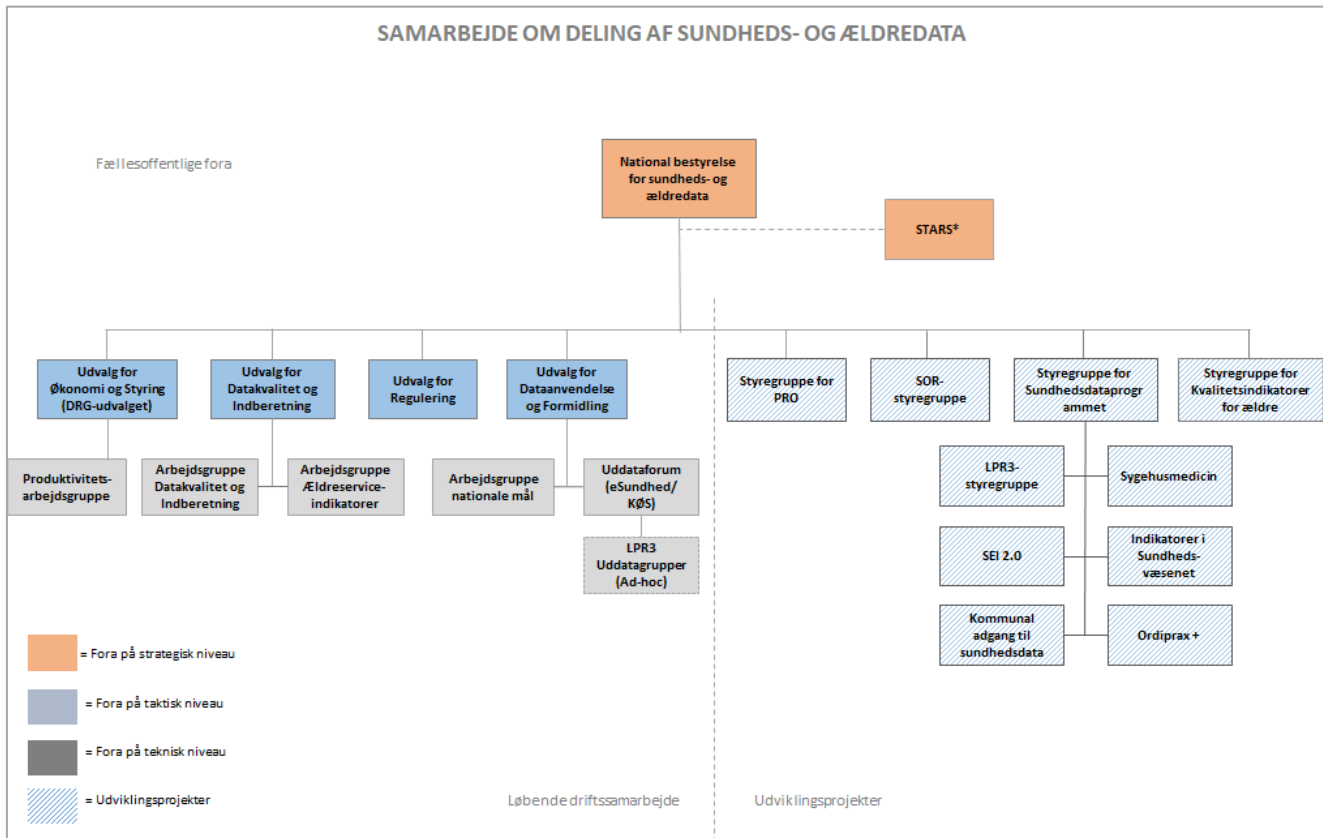 SAMARBEJDE OM DELING AF SUNDHEDS- OG ÆLDREDATA
Fællesoffentlige fora
National bestyrelse
for sundheds- og
ældredata
STARS*
Udvalg for
Økonomi og Styring
(DRG-udvalget)
Udvalg for
Datakvalitet og
Indberetning
Udvalg for
Regulering
Udvalg for
Dataanvendelse
og Formidling
Styregruppe for
PRO
SOR-
styregruppe
Styregruppe for
Sundhedsdataprogr
ammet
Styregruppe for
Kvalitetsindikatorer
for ældre
Produktivitets-
arbejdsgruppe
Arbejdsgruppe
Datakvalitet og
Indberetning
Arbejdsgruppe
Ældreservice-
indikatorer
Arbejdsgruppe
nationale mål
Uddataforum
(eSundhed/
KØS)
LPR3
Uddatagrupper
(Ad-hoc)
LPR3-
styregruppe
Sygehusmedicin
SEI 2.0
Indikatorer i
Sundheds-
væsenet
Kommunal
adgang til
sundhedsdata
Ordiprax +
= Fora på strategisk niveau
= Fora på taktisk niveau
= Fora på teknisk niveau
= Udviklingsprojekter
Løbende driftssamarbejde
Udviklingsprojekter